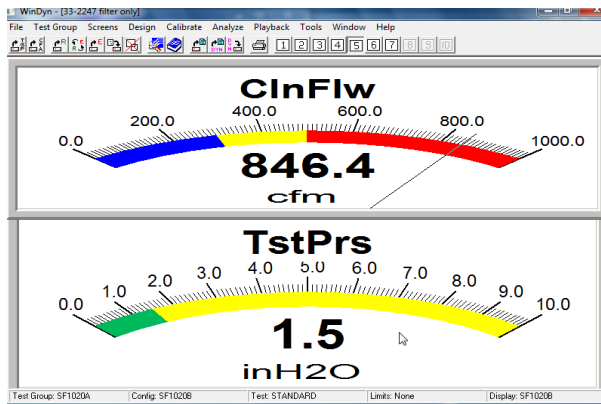 WinDyn - [33-2247 filter only]
File Test Group Screens Design Calibrate Analyze Playback Tools Window Help
1 2 3 4 5 6 7 8 9 10
ClnFlw
0.0 200.0 400.0 600.0 800.0 1000.0
846.4
cfm
TstPrs
0.0 1.0 2.0 3.0 4.0 5.0 6.0 7.0 8.0 9.0 10.0
1.5
inH2O
Test Group: SF1020A Config: SF1020B Test: STANDARD Limits: None Display: SF1020B